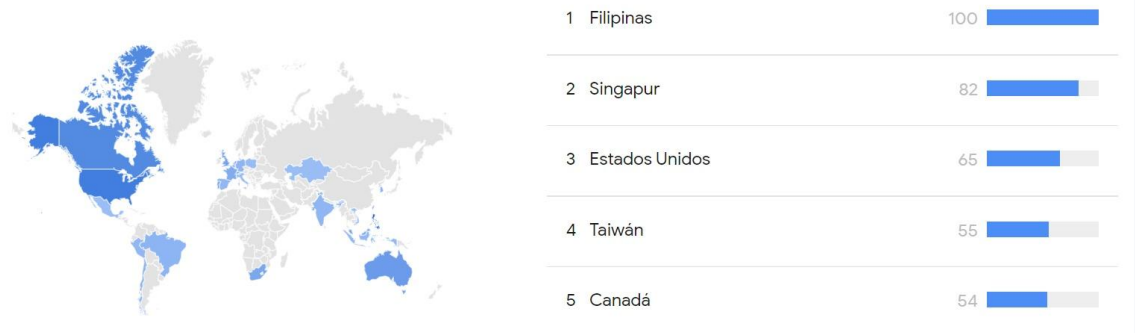 1 Filipinas 100
2 Singapur 82
3 Estados Unidos 65
4 Taiwán 55
5 Canadá 54